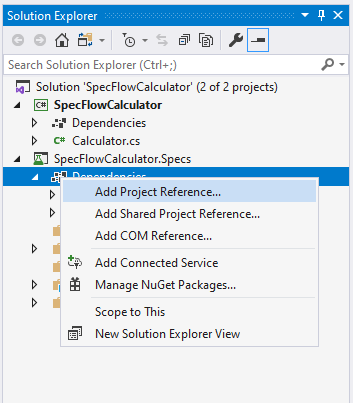 Solution Explorer
Search Solution Explorer (Ctrl+;)
Solution 'SpecFlowCalculator' (2 of 2 projects)
C# SpecFlowCalculator
Dependencies
C# Calculator.cs
SpecFlowCalculator.Specs
Dependencies
Add Project Reference...
Add Shared Project Reference...
Add COM Reference...
Add Connected Service
Manage NuGet Packages...
Scope to This
New Solution Explorer View